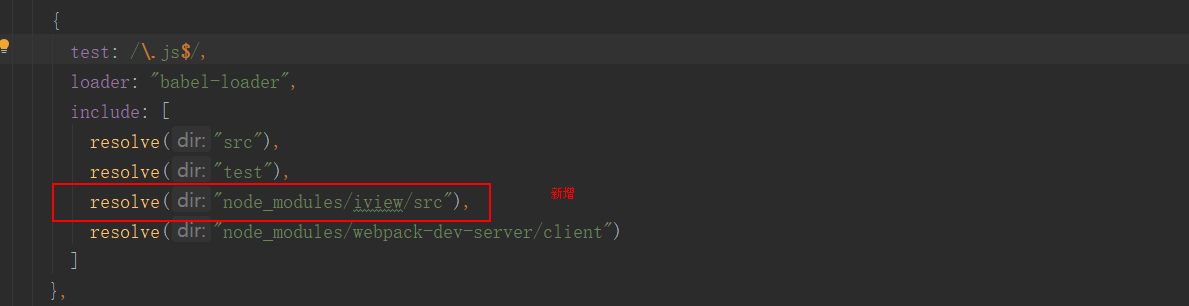 {
test: /\.js$/,
loader: "babel-loader",
include: [
resolve( dir: "src"),
resolve( dir: "test"),
resolve( dir: "node_modules/iview/src"), 新增
resolve( dir: "node_modules/webpack-dev-server/client")
]
},